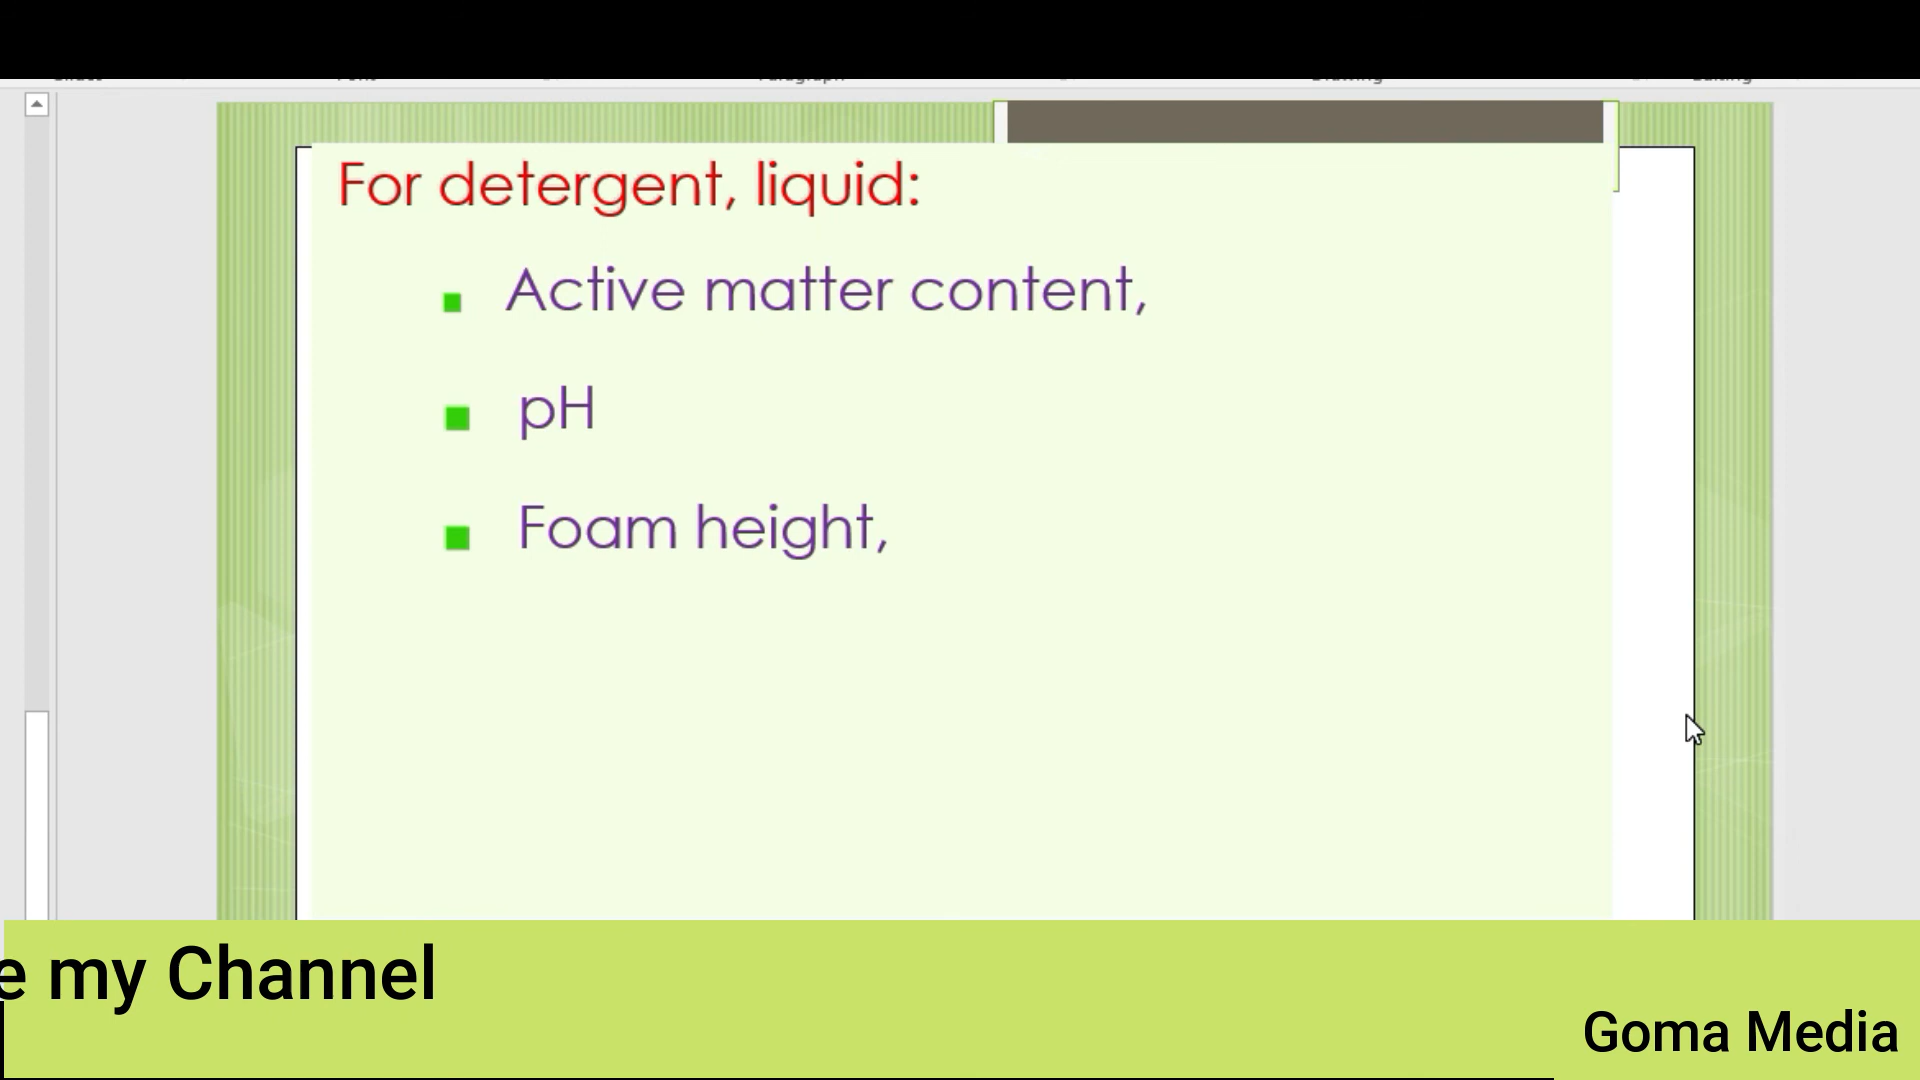 For detergent, liquid:
Active matter content,
pH
Foam height,
e my Channel
Goma Media